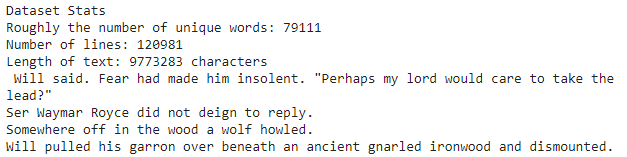 Dataset Stats
Roughly the number of unique words: 79111
Number of lines: 120981
Length of text: 9773283 characters
 Will said. Fear had made him insolent. "Perhaps my lord would care to take the
lead?"
Ser Waymar Royce did not deign to reply.
Somewhere off in the wood a wolf howled.
Will pulled his garron over beneath an ancient gnarled ironwood and dismounted.